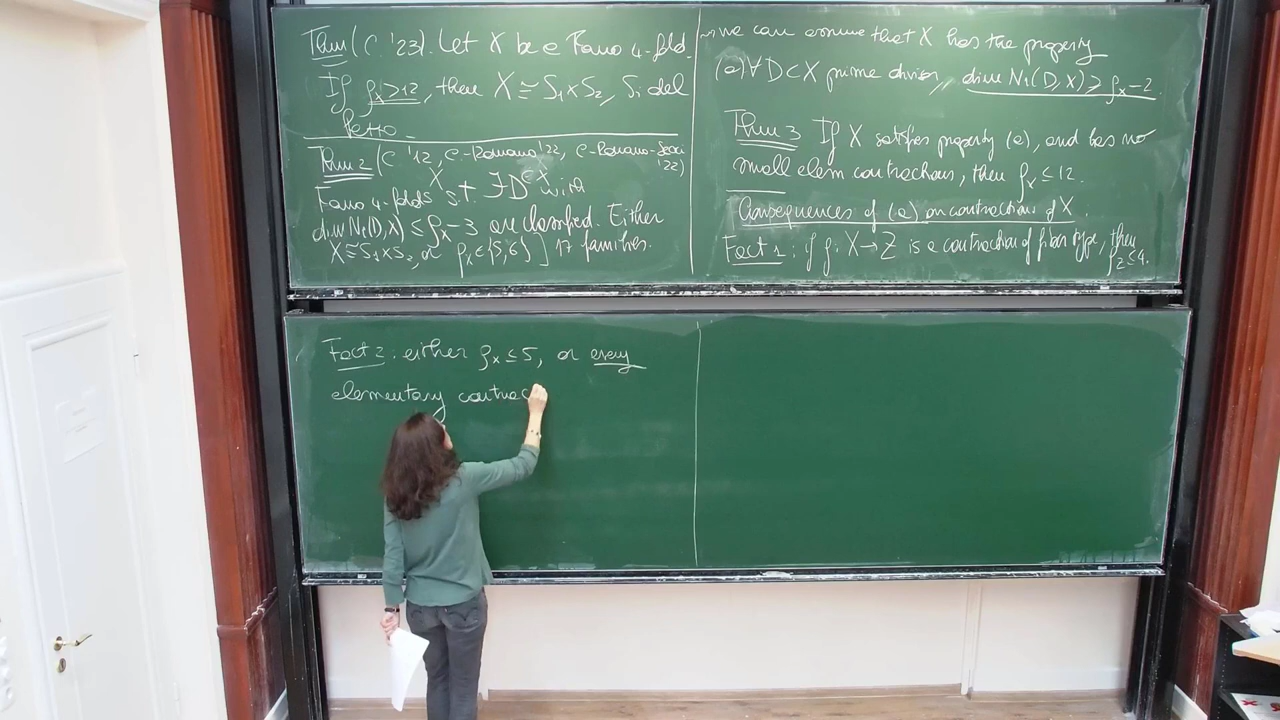 Thm (C. '23). Let X be a Fano 4-fold.
If ρ_X>12, then X ≅ S₁×S₂, Sᵢ del
Pezzo.
Thm 2 (C '12, C.-Romano '22, C-Romano-Secci '22)
X Fano 4-folds s.t. ∃D⊂X with
dim N₁(D,X) ≤ ρ_X-3 are classified. Either
X≅S₁×S₂, or ρ_X∈{5,6} ] 17 families.
⇝ we can assume that X has the property
(a) ∀D⊂X prime divisor, dim N₁(D,X) ≥ ρ_X-2.
Thm 3 If X satisfies property (a), and has no
small elem contractions, then ρ_X ≤ 12.
Consequences of (a) on contractions of X
Fact 1: if φ: X→Z is a contraction of fiber type, then ρ_Z≤4.
Fact 2: either ρ_X≤5, or every
elementary contrac